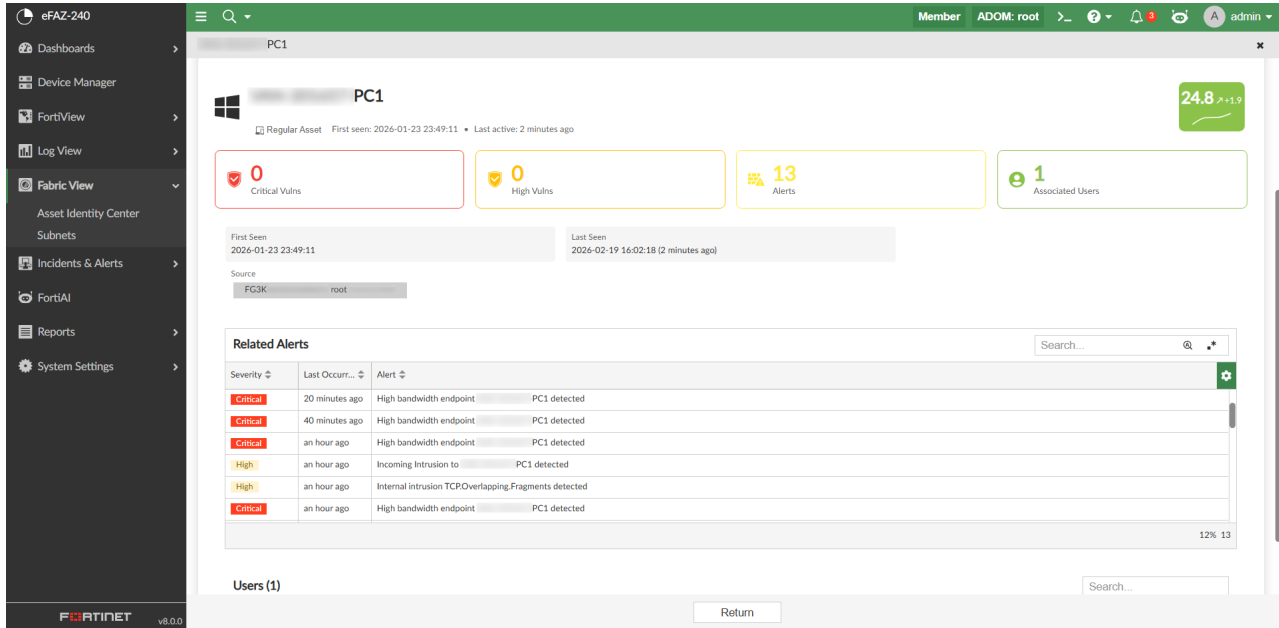 eFAZ-240
Member ADOM: root >_ 3 A admin
Dashboards
Device Manager
FortiView
Log View
Fabric View
Asset Identity Center
Subnets
Incidents & Alerts
FortiAI
Reports
System Settings
FORTINET v8.0.0
PC1
PC1
Regular Asset First seen: 2026-01-23 23:49:11 • Last active: 2 minutes ago
24.8 +1.9
0
Critical Vulns
0
High Vulns
13
Alerts
1
Associated Users
First Seen
2026-01-23 23:49:11
Last Seen
2026-02-19 16:02:18 (2 minutes ago)
Source
FG3K root
Related Alerts
Search...
Severity Last Occurr... Alert
Critical 20 minutes ago High bandwidth endpoint PC1 detected
Critical 40 minutes ago High bandwidth endpoint PC1 detected
Critical an hour ago High bandwidth endpoint PC1 detected
High an hour ago Incoming Intrusion to PC1 detected
High an hour ago Internal intrusion TCP.Overlapping.Fragments detected
Critical an hour ago High bandwidth endpoint PC1 detected
12% 13
Users (1)
Search...
Return